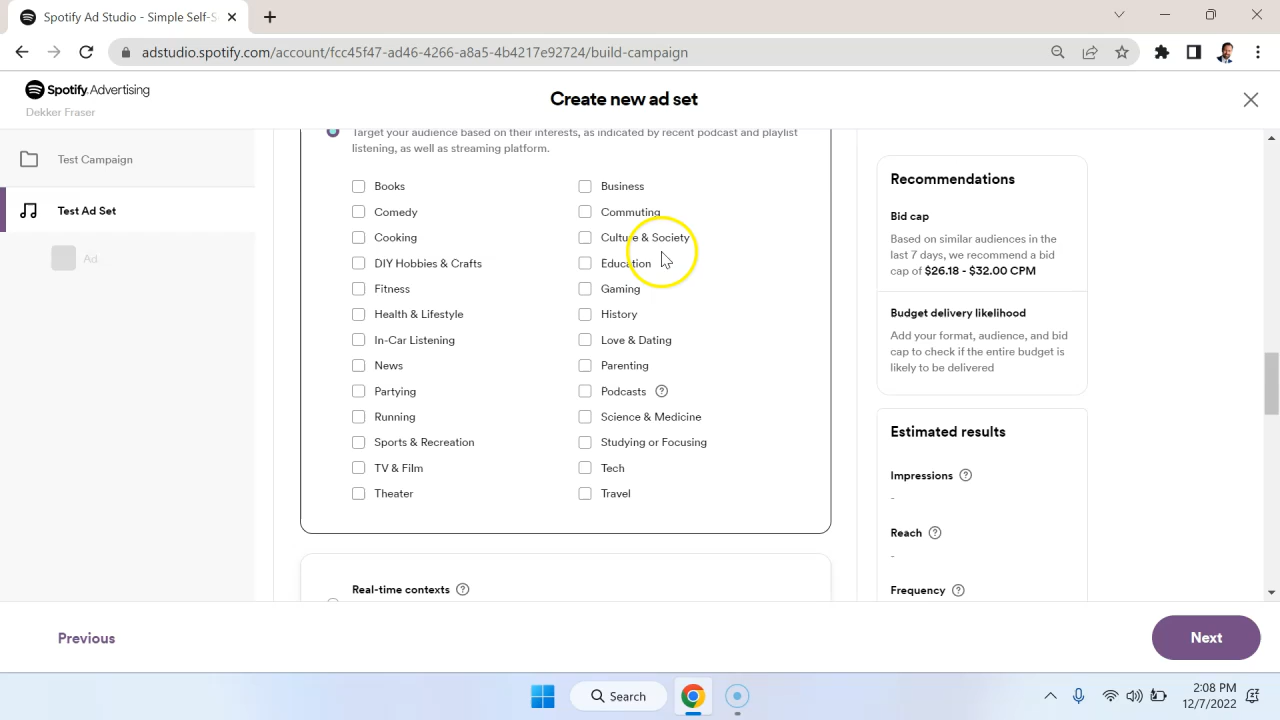 Spotify Advertising - Simple Self-S
adstudio.spotify.com/account/fcc45f47-ad46-4266-a8a5-4b4217e92724/build-campaign
Spotify Advertising
Dekker Fraser
Create new ad set
Test Campaign
Test Ad Set
Ad
Target your audience based on their interests, as indicated by recent podcast and playlist
listening, as well as streaming platform.
Books
Business
Comedy
Commuting
Cooking
Culture & Society
DIY Hobbies & Crafts
Education
Fitness
Gaming
Health & Lifestyle
History
In-Car Listening
Love & Dating
News
Parenting
Partying
Podcasts ?
Running
Science & Medicine
Sports & Recreation
Studying or Focusing
TV & Film
Tech
Theater
Travel
Real-time contexts ?
Recommendations
Bid cap
Based on similar audiences in the
last 7 days, we recommend a bid
cap of $26.18 - $32.00 CPM
Budget delivery likelihood
Add your format, audience, and bid
cap to check if the entire budget is
likely to be delivered
Estimated results
Impressions ?
-
Reach ?
-
Frequency ?
Previous
Next
Search
2:08 PM
12/7/2022